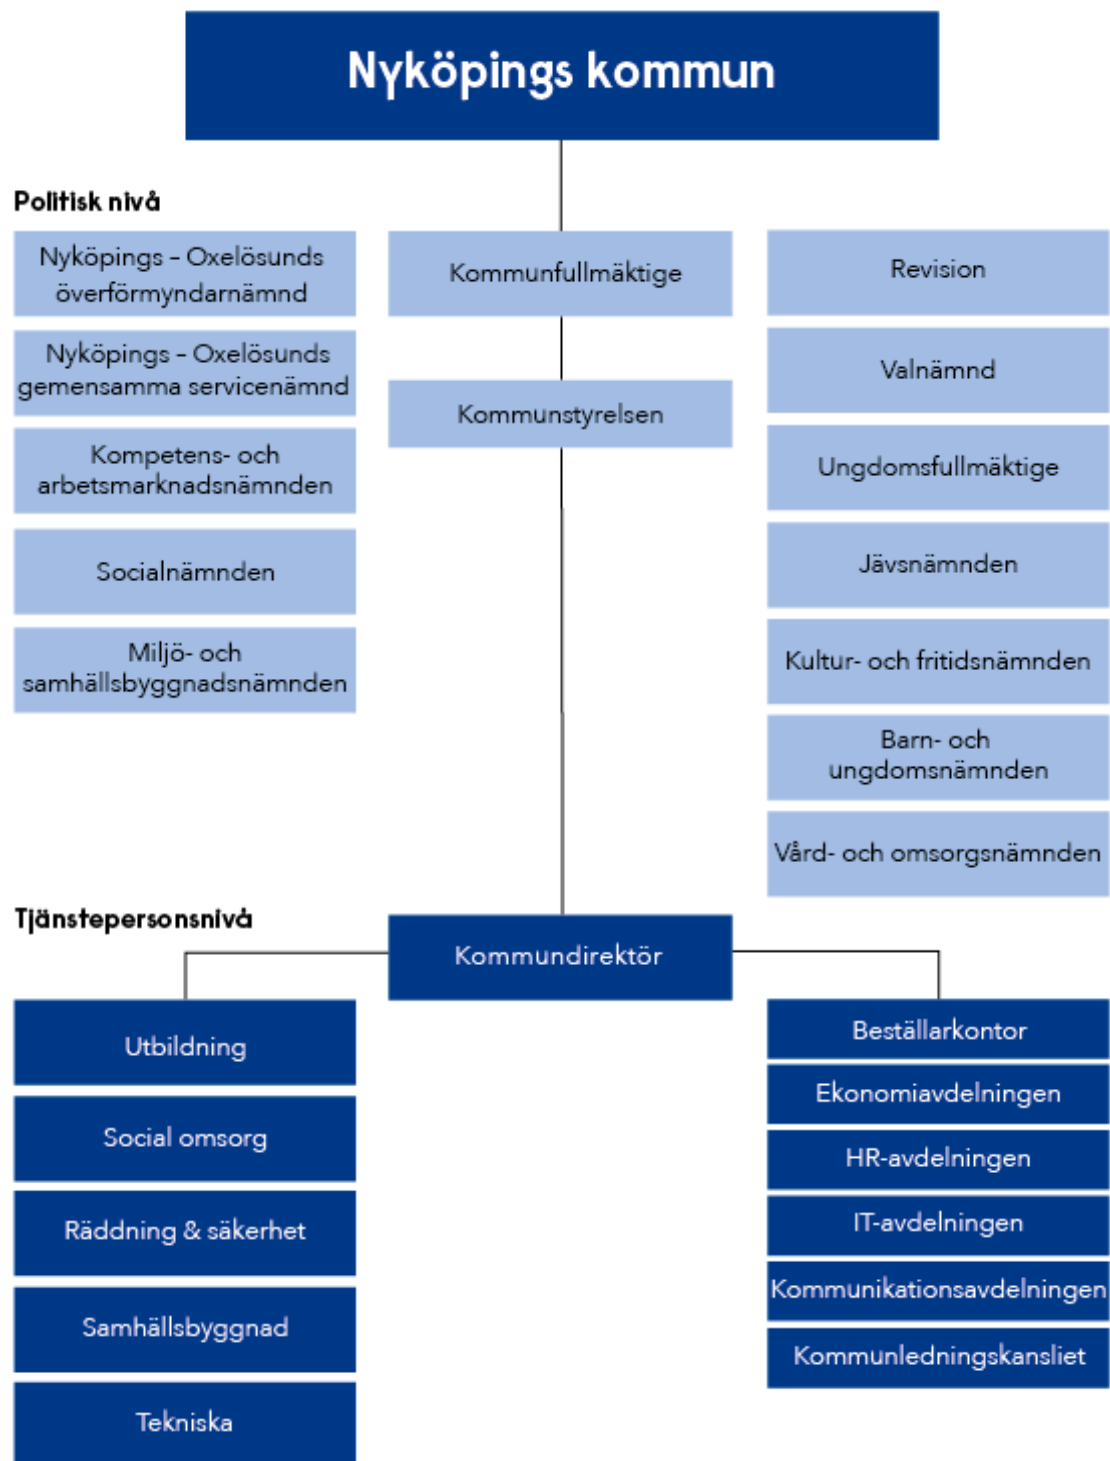 Nyköpings kommun
Politisk nivå
Nyköpings – Oxelösunds
överförmyndarnämnd
Nyköpings – Oxelösunds
gemensamma servicenämnd
Kompetens- och
arbetsmarknadsnämnden
Socialnämnden
Miljö- och
samhällsbyggnadsnämnden
Kommunfullmäktige
Kommunstyrelsen
Revision
Valnämnd
Ungdomsfullmäktige
Jävsnämnden
Kultur- och fritidsnämnden
Barn- och
ungdomsnämnden
Vård- och omsorgsnämnden
Tjänstepersonsnivå
Kommundirektör
Utbildning
Social omsorg
Räddning & säkerhet
Samhällsbyggnad
Tekniska
Beställarkontor
Ekonomiavdelningen
HR-avdelningen
IT-avdelningen
Kommunikationsavdelningen
Kommunledningskansliet